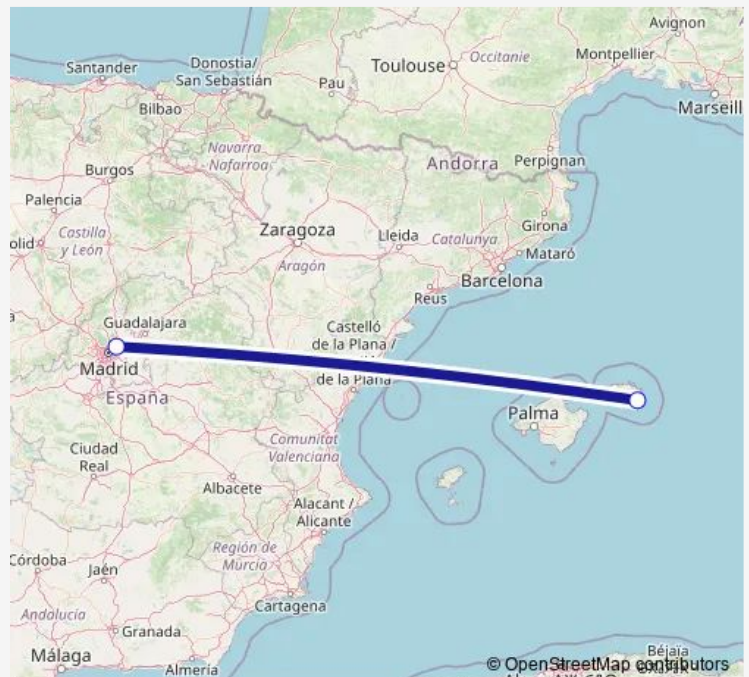 Avignon
Montpellier
Occitanie
Toulouse
Donostia/
San Sebastián
Santander
Pau
Marseill
Bilbao
Navarra
Nafarroa
Andorra
Perpignan
Burgos
Palencia
Girona
Zaragoza
Lleida
Catalunya
Castilla
y León
olid
Mataró
Aragón
Barcelona
Reus
a
Guadalajara
Castelló
de la Plana /
de la Plana
Madrid
España
Palma
Ciudad
Real
Comunitat
Valenciana
Albacete
Alacant /
Alicante
Región de
Murcia
Córdoba
Jaén
Cartagena
Andalucía
Granada
Málaga
Almería
Béjaïa
© OpenStreetMap contributors